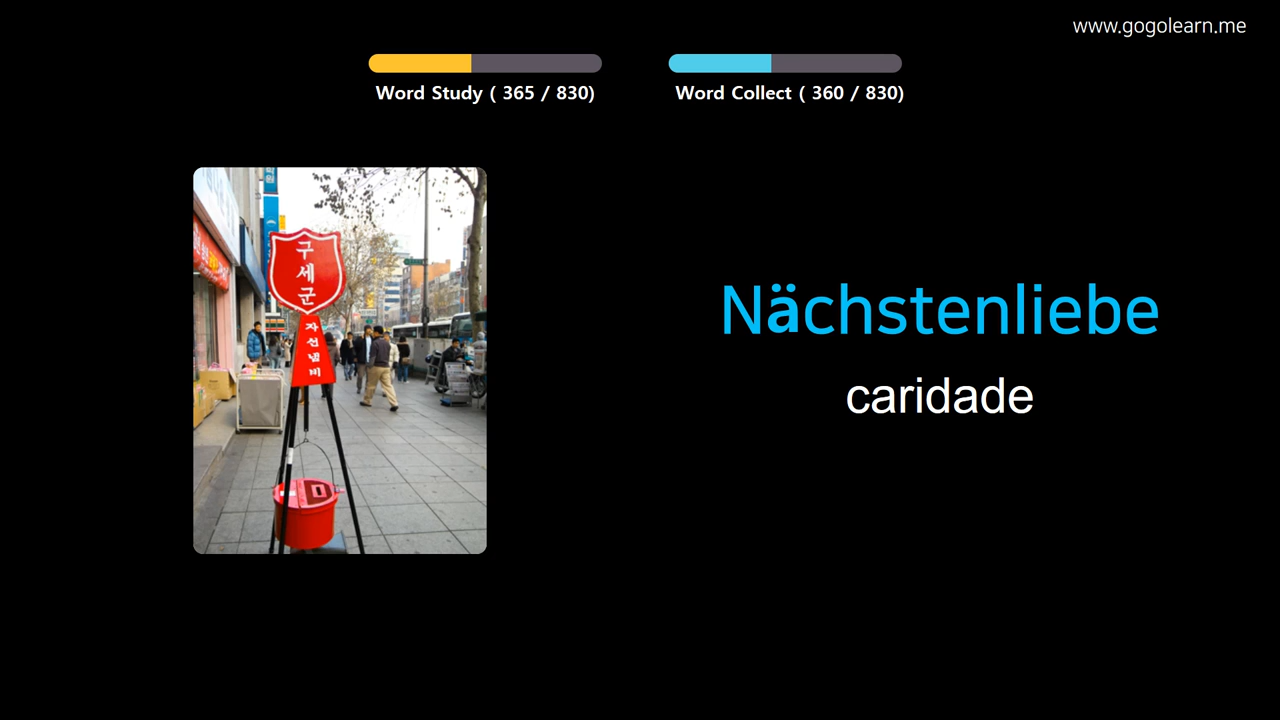 www.gogolearn.me
Word Study ( 365 / 830)
Word Collect ( 360 / 830)
구
세
군
자
선
냄
비
Nächstenliebe
caridade